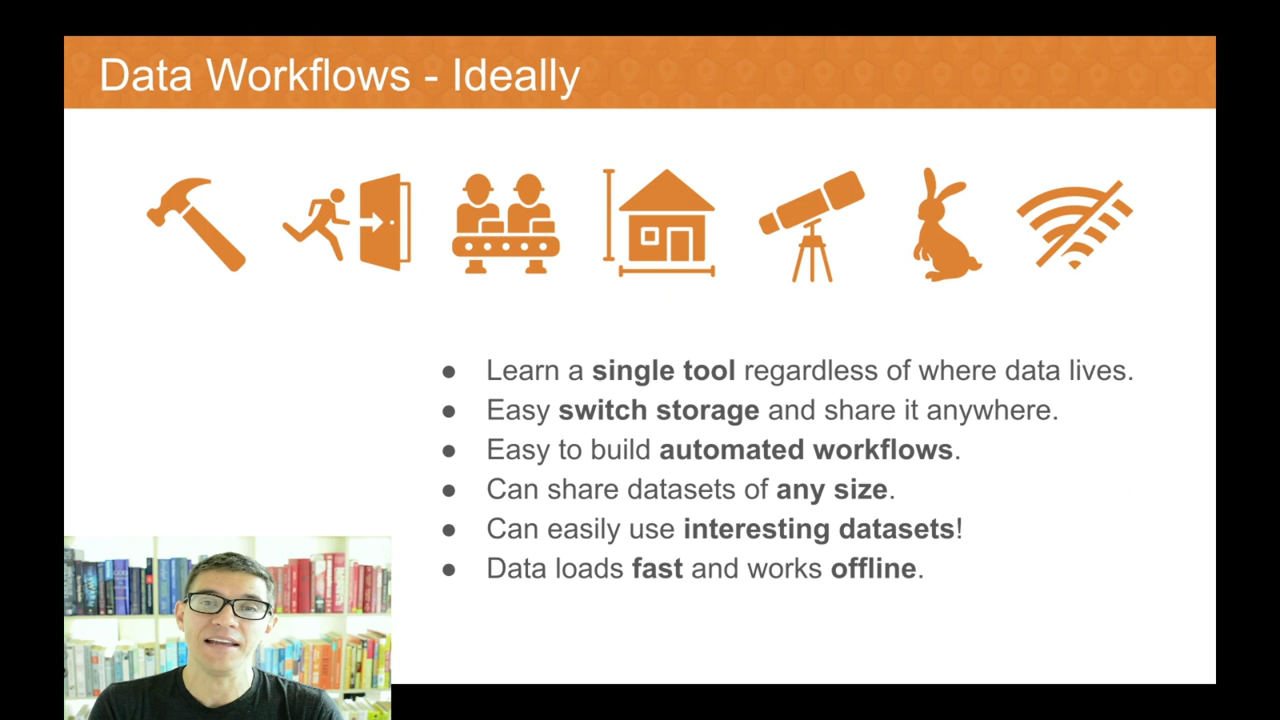 Data Workflows - Ideally
● Learn a single tool regardless of where data lives.
● Easy switch storage and share it anywhere.
● Easy to build automated workflows.
● Can share datasets of any size.
● Can easily use interesting datasets!
● Data loads fast and works offline.